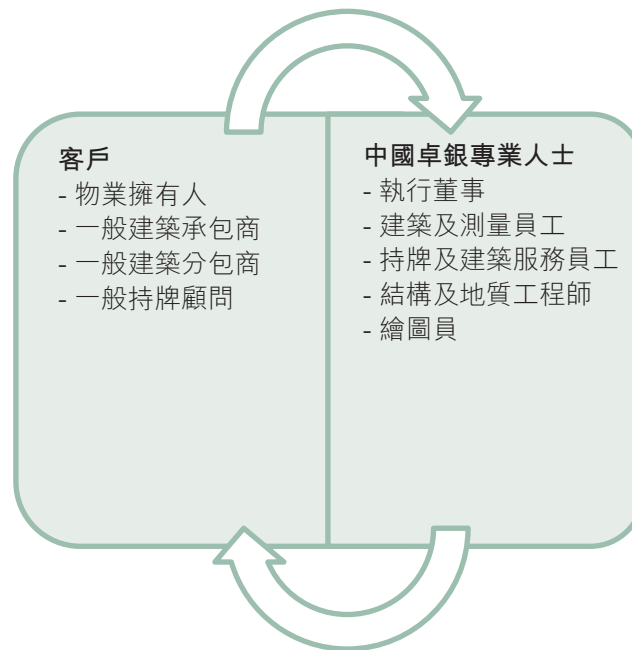 客戶
- 物業擁有人
- 一般建築承包商
- 一般建築分包商
- 一般持牌顧問
中國卓銀專業人士
- 執行董事
- 建築及測量員工
- 持牌及建築服務員工
- 結構及地質工程師
- 繪圖員